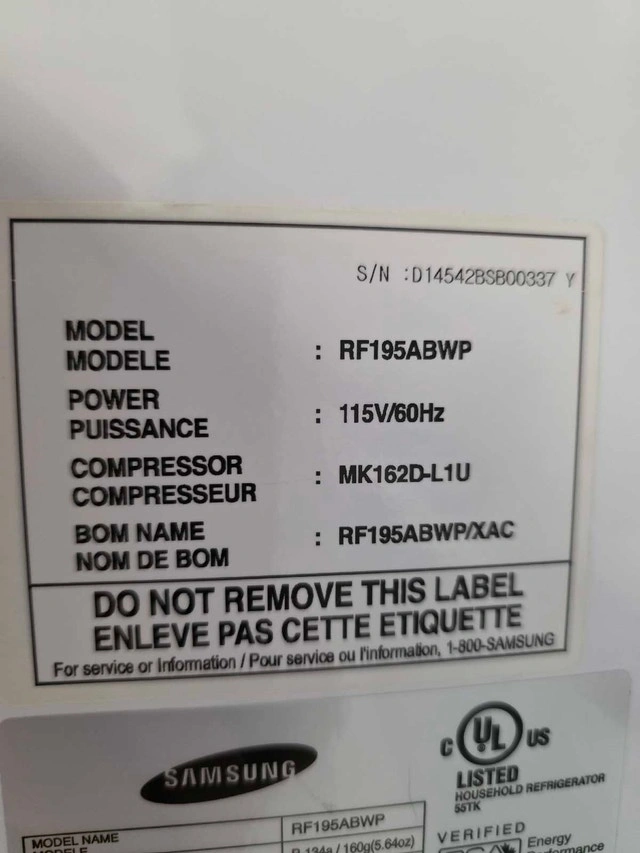 S/N :D14542BSB00337 Y
MODEL
MODELE : RF195ABWP
POWER
PUISSANCE : 115V/60Hz
COMPRESSOR
COMPRESSEUR : MK162D-L1U
BOM NAME
NOM DE BOM : RF195ABWP/XAC
DO NOT REMOVE THIS LABEL
ENLEVE PAS CETTE ETIQUETTE
For service or Information / Pour service ou l'information, 1-800-SAMSUNG
SAMSUNG
C UL US
LISTED
HOUSEHOLD REFRIGERATOR
55TK
MODEL NAME RF195ABWP
MODELE R-134a / 160g(5.64oz)
VERIFIED
Energy